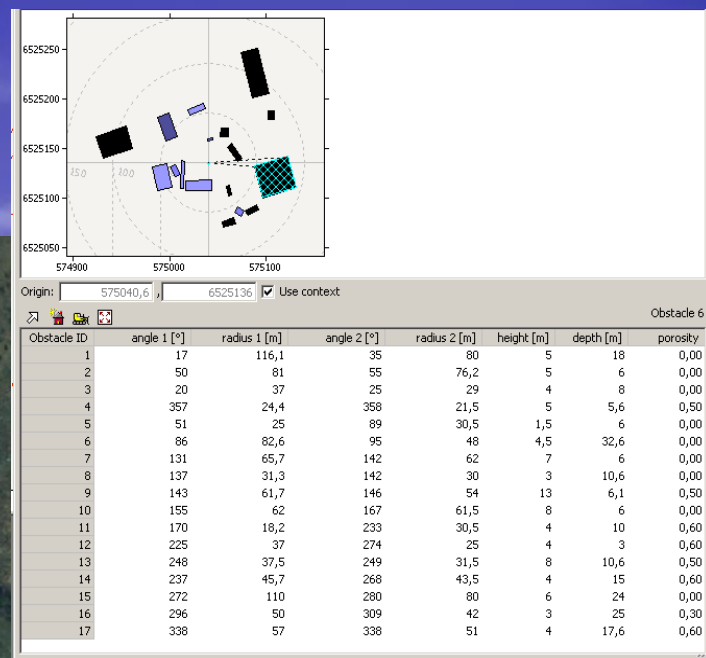 6525250
6525200
6525150
150 100
6525100
6525050
574900 575000 575100
Origin: 575040,6 , 6525136 Use context
Obstacle 6
Obstacle ID angle 1 [°] radius 1 [m] angle 2 [°] radius 2 [m] height [m] depth [m] porosity
1 17 116,1 35 80 5 18 0,00
2 50 81 55 76,2 5 6 0,00
3 20 37 25 29 4 8 0,00
4 357 24,4 358 21,5 5 5,6 0,50
5 51 25 89 30,5 1,5 6 0,00
6 86 82,6 95 48 4,5 32,6 0,00
7 131 65,7 142 62 7 6 0,00
8 137 31,3 142 30 3 10,6 0,00
9 143 61,7 146 54 13 6,1 0,50
10 155 62 167 61,5 8 6 0,00
11 170 18,2 233 30,5 4 10 0,60
12 225 37 274 25 4 3 0,60
13 248 37,5 249 31,5 8 10,6 0,50
14 237 45,7 268 43,5 4 15 0,60
15 272 110 280 80 6 24 0,00
16 296 50 309 42 3 25 0,30
17 338 57 338 51 4 17,6 0,60